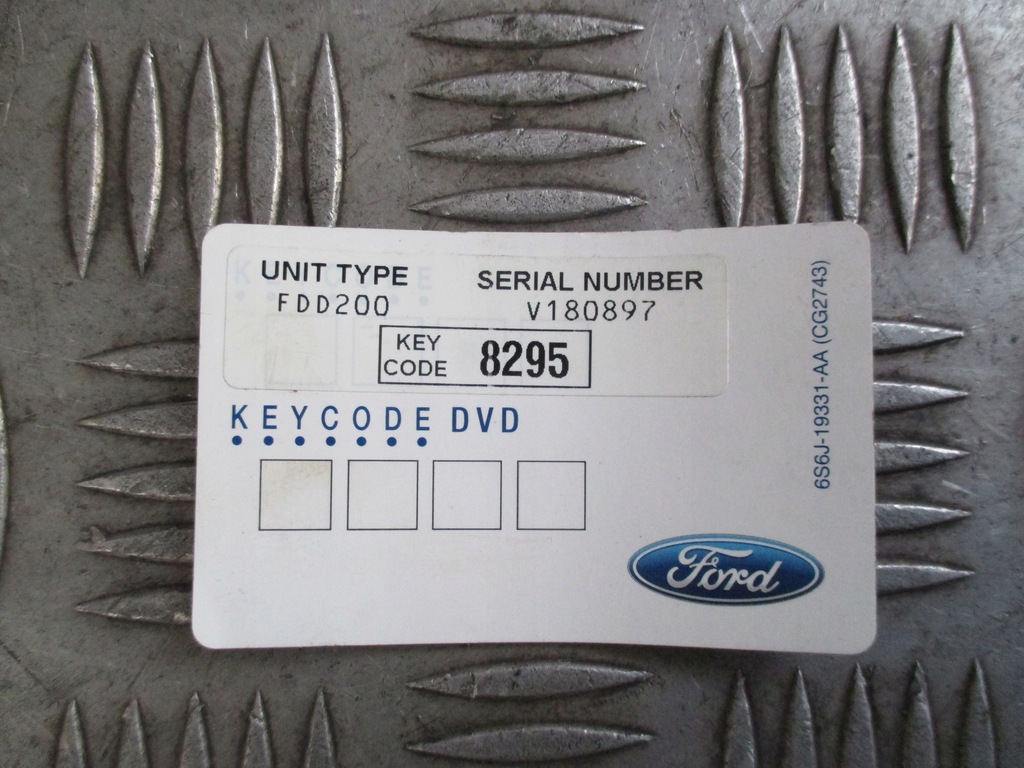 UNIT TYPE SERIAL NUMBER
FDD200 V180897
KEY CODE 8295
KEYCODE DVD
Ford
6S6J-19331-AA (CG2743)